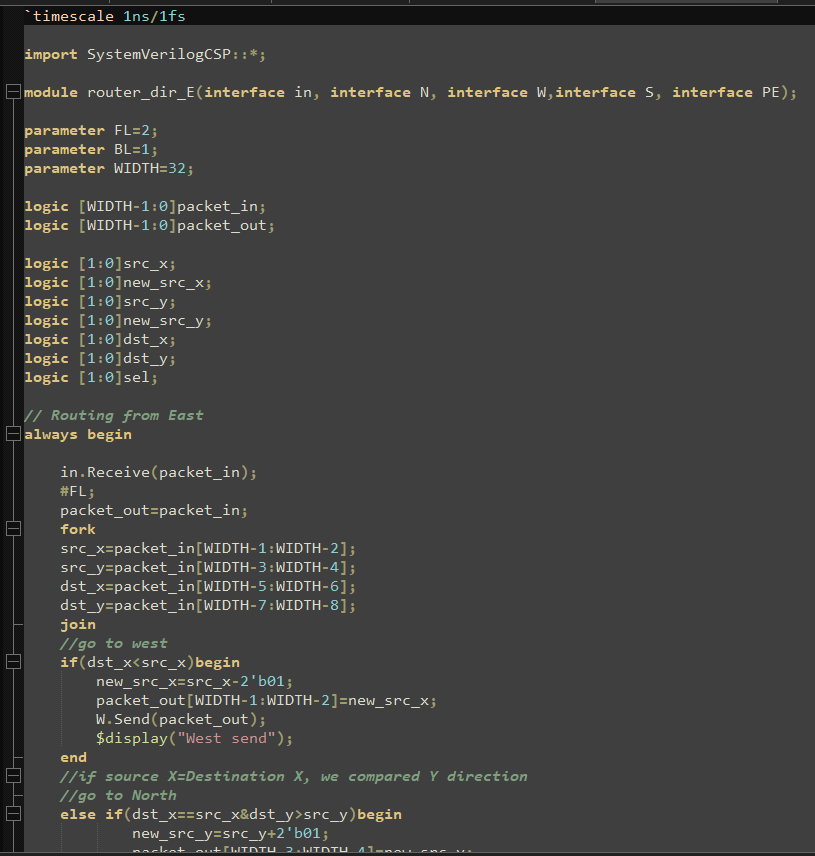 `timescale 1ns/1fs
import SystemVerilogCSP::*;
module router_dir_E(interface in, interface N, interface W,interface S, interface PE);
parameter FL=2;
parameter BL=1;
parameter WIDTH=32;
logic [WIDTH-1:0]packet_in;
logic [WIDTH-1:0]packet_out;
logic [1:0]src_x;
logic [1:0]new_src_x;
logic [1:0]src_y;
logic [1:0]new_src_y;
logic [1:0]dst_x;
logic [1:0]dst_y;
logic [1:0]sel;
// Routing from East
always begin
in.Receive(packet_in);
#FL;
packet_out=packet_in;
fork
src_x=packet_in[WIDTH-1:WIDTH-2];
src_y=packet_in[WIDTH-3:WIDTH-4];
dst_x=packet_in[WIDTH-5:WIDTH-6];
dst_y=packet_in[WIDTH-7:WIDTH-8];
join
//go to west
if(dst_x<src_x)begin
new_src_x=src_x-2'b01;
packet_out[WIDTH-1:WIDTH-2]=new_src_x;
W.Send(packet_out);
$display("West send");
end
//if source X=Destination X, we compared Y direction
//go to North
else if(dst_x==src_x&dst_y>src_y)begin
new_src_y=src_y+2'b01;
packet_out[WIDTH-3:WIDTH-4]=new_src_y;